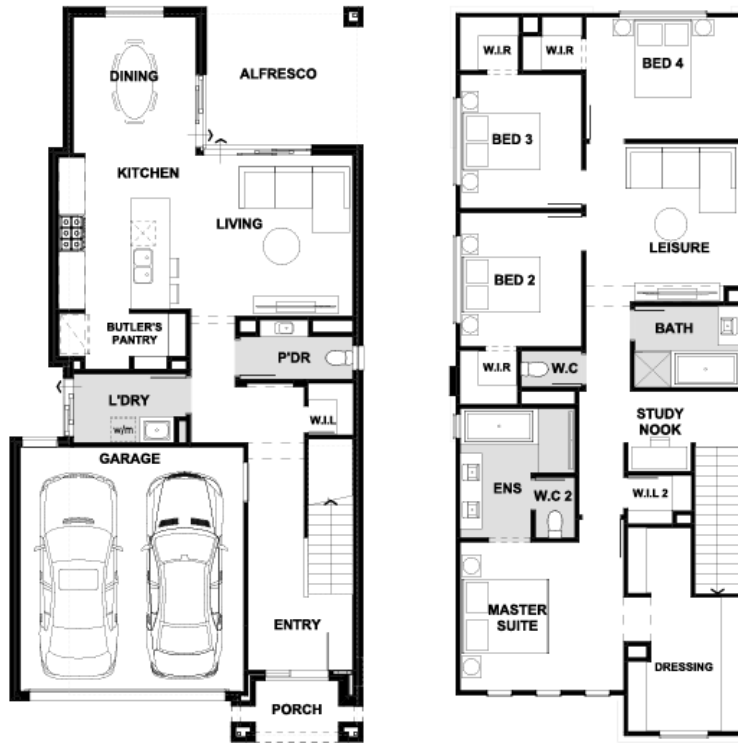 DINING
ALFRESCO
KITCHEN
LIVING
BUTLER'S
PANTRY
P'DR
L'DRY
w/m
W.I.L
GARAGE
ENTRY
PORCH
W.I.R
W.I.R
BED 4
BED 3
LEISURE
BED 2
BATH
W.I.R
W.C
STUDY
NOOK
ENS
W.C 2
W.I.L 2
MASTER
SUITE
DRESSING